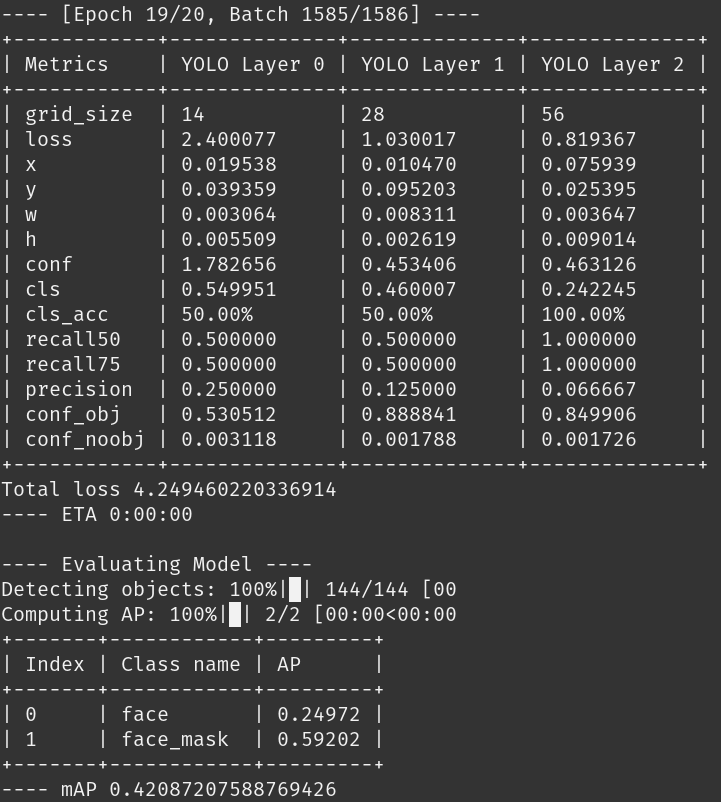 ---- [Epoch 19/20, Batch 1585/1586] ----
+------------+--------------+--------------+--------------+
| Metrics    | YOLO Layer 0 | YOLO Layer 1 | YOLO Layer 2 |
+------------+--------------+--------------+--------------+
| grid_size  | 14           | 28           | 56           |
| loss       | 2.400077     | 1.030017     | 0.819367     |
| x          | 0.019538     | 0.010470     | 0.075939     |
| y          | 0.039359     | 0.095203     | 0.025395     |
| w          | 0.003064     | 0.008311     | 0.003647     |
| h          | 0.005509     | 0.002619     | 0.009014     |
| conf       | 1.782656     | 0.453406     | 0.463126     |
| cls        | 0.549951     | 0.460007     | 0.242245     |
| cls_acc    | 50.00%       | 50.00%       | 100.00%      |
| recall50   | 0.500000     | 0.500000     | 1.000000     |
| recall75   | 0.500000     | 0.500000     | 1.000000     |
| precision  | 0.250000     | 0.125000     | 0.066667     |
| conf_obj   | 0.530512     | 0.888841     | 0.849906     |
| conf_noobj | 0.003118     | 0.001788     | 0.001726     |
+------------+--------------+--------------+--------------+
Total loss 4.249460220336914
---- ETA 0:00:00
---- Evaluating Model ----
Detecting objects: 100%|█| 144/144 [00
Computing AP: 100%|█| 2/2 [00:00<00:00
+-------+------------+---------+
| Index | Class name | AP      |
+-------+------------+---------+
| 0     | face       | 0.24972 |
| 1     | face_mask  | 0.59202 |
+-------+------------+---------+
---- mAP 0.42087207588769426